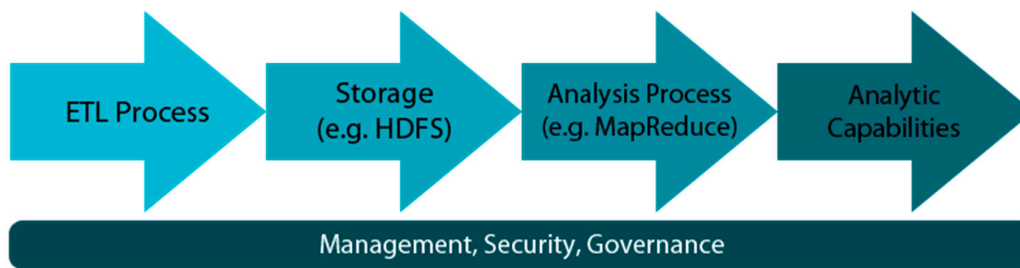 ETL Process
Storage
(e.g. HDFS)
Analysis Process
(e.g. MapReduce)
Analytic
Capabilities
Management, Security, Governance